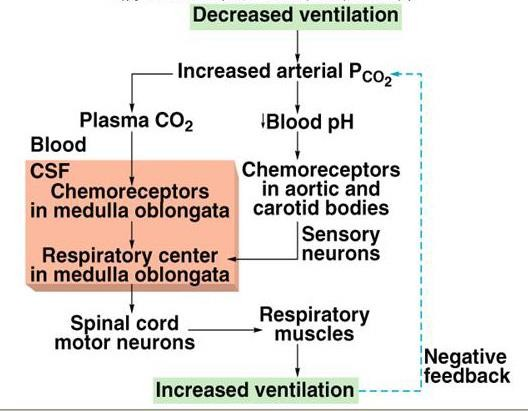 Decreased ventilation
Increased arterial PCO2
Plasma CO2
↓Blood pH
Blood
CSF
Chemoreceptors
in medulla oblongata
Chemoreceptors
in aortic and
carotid bodies
Sensory
neurons
Respiratory center
in medulla oblongata
Spinal cord
motor neurons
Respiratory
muscles
Negative
feedback
Increased ventilation